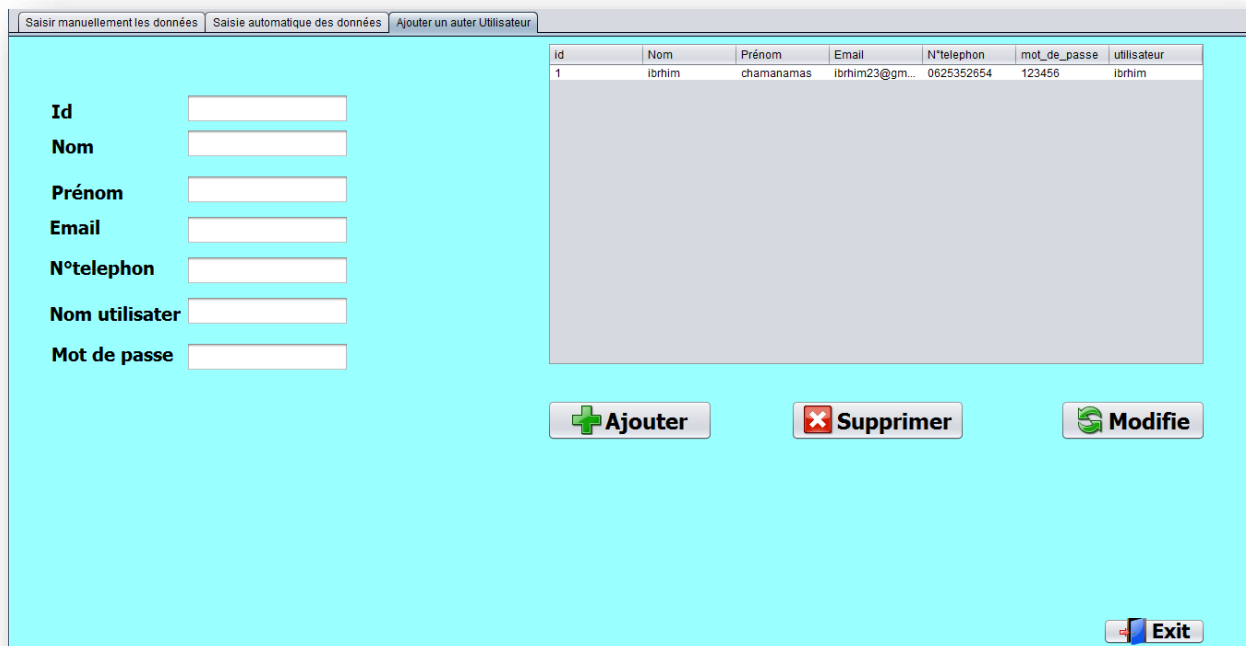 Saisir manuellement les données Saisie automatique des données Ajouter un auter Utilisateur
id Nom Prénom Email N°telephon mot_de_passe utilisateur
1 ibrhim chamanamas ibrhim23@gm... 0625352654 123456 ibrhim
Id
Nom
Prénom
Email
N°telephon
Nom utilisater
Mot de passe
Ajouter Supprimer Modifie
Exit